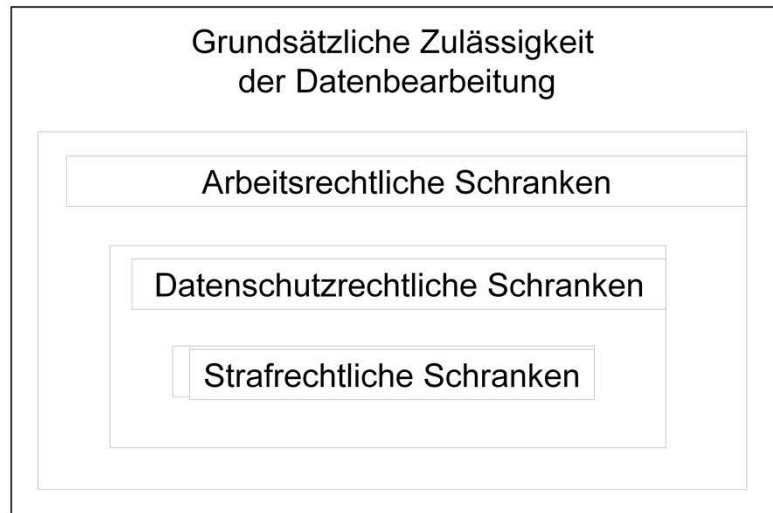 Grundsätzliche Zulässigkeit
der Datenbearbeitung
Arbeitsrechtliche Schranken
Datenschutzrechtliche Schranken
Strafrechtliche Schranken